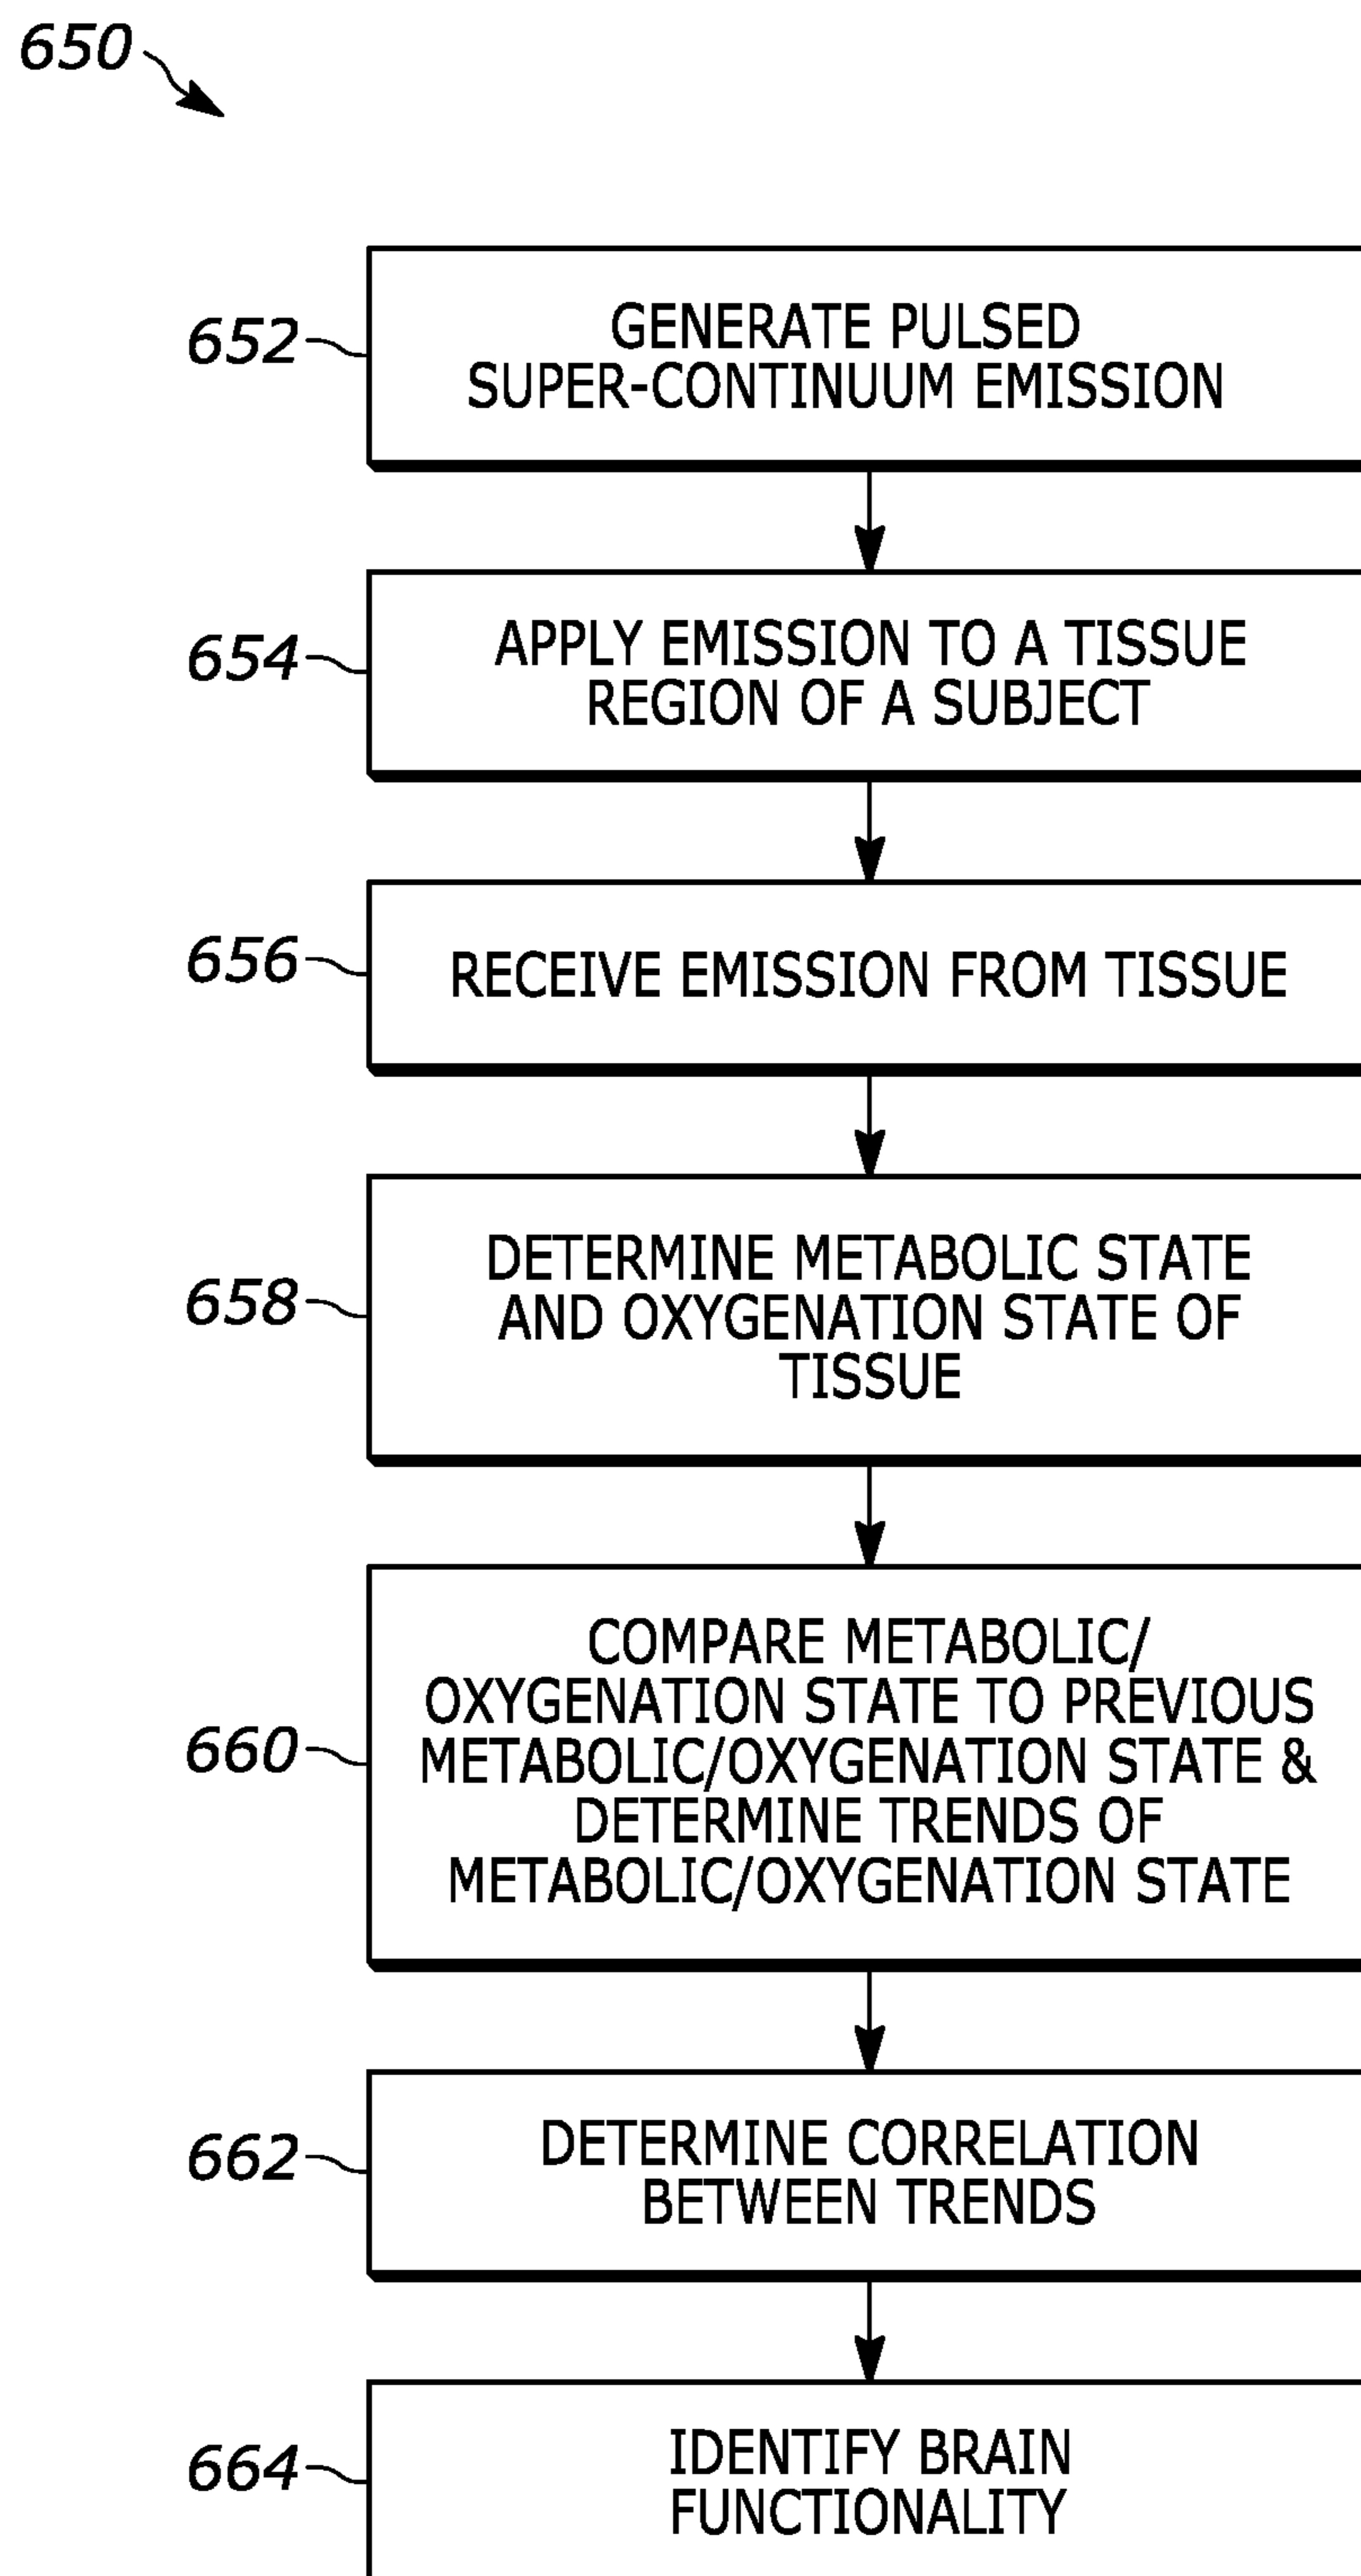 650
652
GENERATE PULSED
SUPER-CONTINUUM EMISSION
654
APPLY EMISSION TO A TISSUE
REGION OF A SUBJECT
656
RECEIVE EMISSION FROM TISSUE
658
DETERMINE METABOLIC STATE
AND OXYGENATION STATE OF
TISSUE
660
COMPARE METABOLIC/
OXYGENATION STATE TO PREVIOUS
METABOLIC/OXYGENATION STATE &
DETERMINE TRENDS OF
METABOLIC/OXYGENATION STATE
662
DETERMINE CORRELATION
BETWEEN TRENDS
664
IDENTIFY BRAIN
FUNCTIONALITY